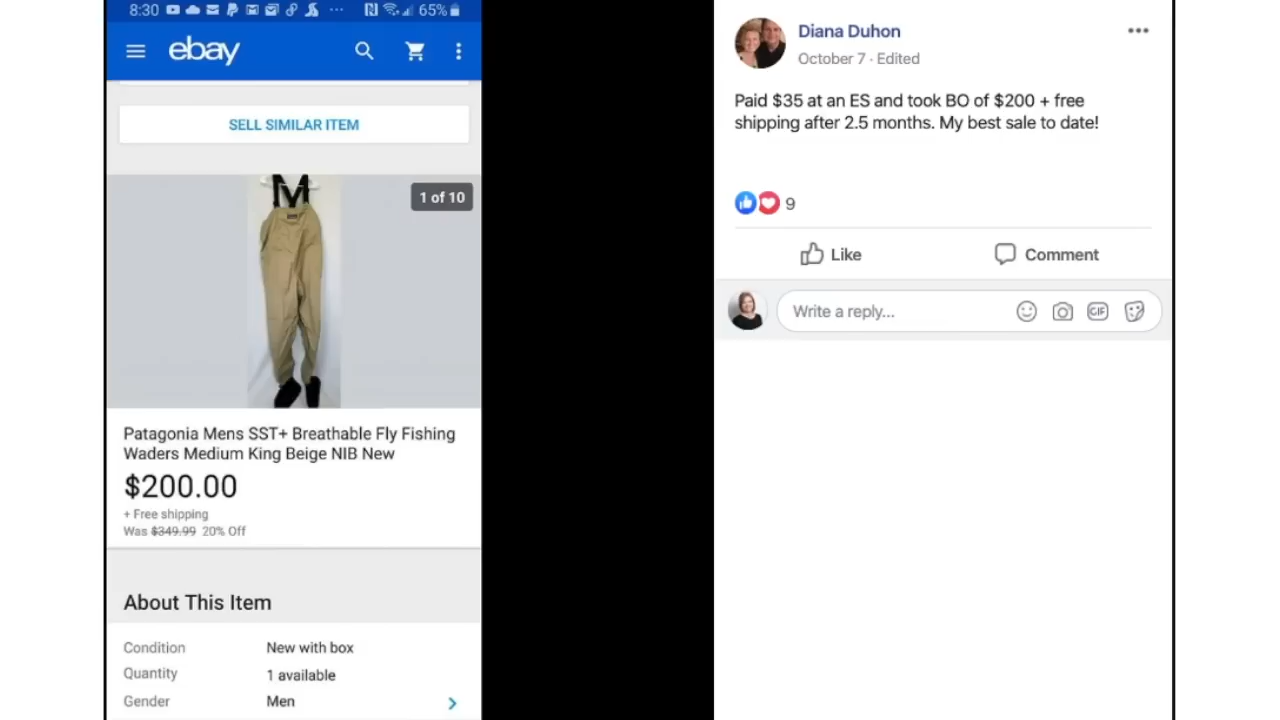 8:30
65%
ebay
SELL SIMILAR ITEM
1 of 10
Patagonia Mens SST+ Breathable Fly Fishing
Waders Medium King Beige NIB New
$200.00
+ Free shipping
Was $349.99 20% Off
About This Item
Condition New with box
Quantity 1 available
Gender Men
Diana Duhon
October 7 · Edited
Paid $35 at an ES and took BO of $200 + free
shipping after 2.5 months. My best sale to date!
9
Like Comment
Write a reply...
GIF